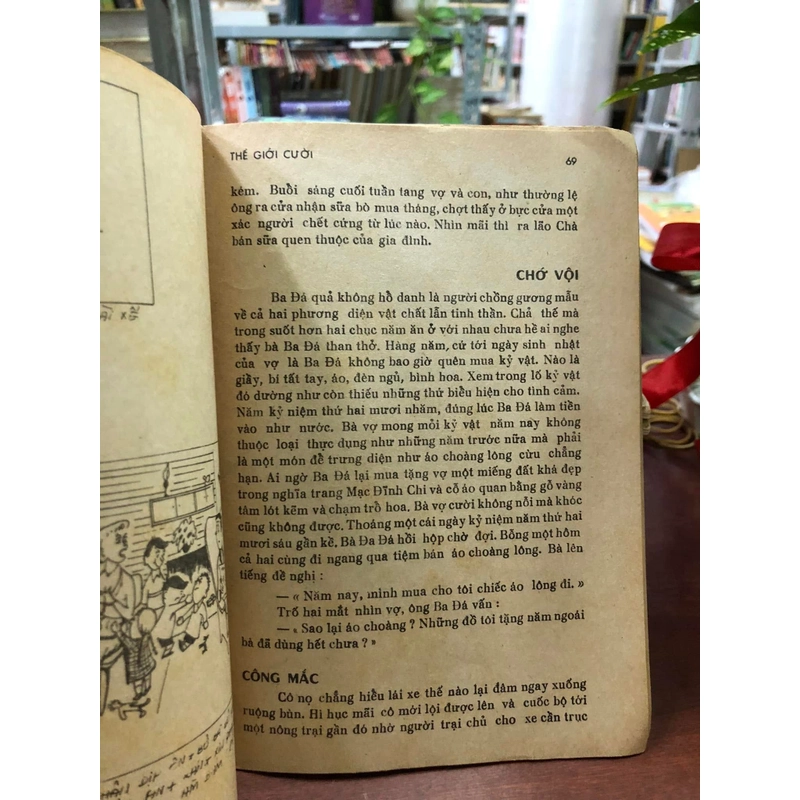 THẾ GIỚI CƯỜI 69
kém. Buổi sáng cuối tuần tang vợ và con, như thường lệ
ông ra cửa nhận sữa bò mua tháng, chợt thấy ở bực cửa một
xác người chết cứng từ lúc nào. Nhìn mãi thì ra lão Chà
bán sữa quen thuộc của gia đình.
CHỚ VỘI
Ba Đá quả không hổ danh là người chồng gương mẫu
về cả hai phương diện vật chất lẫn tinh thần. Chả thế mà
trong suốt hơn hai chục năm ăn ở với nhau chưa hề ai nghe
thấy bà Ba Đá than thở. Hàng năm, cứ tới ngày sinh nhật
của vợ là Ba Đá không bao giờ quên mua kỷ vật. Nào là
giầy, bí tất tay, áo, đèn ngủ, bình hoa. Xem trong lố kỷ vật
đó dường như còn thiếu những thứ biểu hiện cho tình cảm.
Năm kỷ niệm thứ hai mươi nhăm, đúng lúc Ba Đá làm tiền
vào như nước. Bà vợ mong mỏi kỷ vật năm nay không
thuộc loại thực dụng như những năm trước nữa mà phải
là một món để trưng diện như áo choàng lông cừu chẳng
hạn. Ai ngờ Ba Đá lại mua tặng vợ một miếng đất khá đẹp
trong nghĩa trang Mạc Đĩnh Chi và cỗ áo quan bằng gỗ vàng
tâm lót kẽm và chạm trồ hoa. Bà vợ cười không nổi mà khóc
cũng không được. Thoáng một cái ngày kỷ niệm năm thứ hai
mươi sáu gần kề. Bà Đa Đá hồi hộp chờ đợi. Bỗng một hôm
cả hai cùng đi ngang qua tiệm bán áo choàng lông. Bà lên
tiếng đề nghị :
— « Năm nay, mình mua cho tôi chiếc áo lông đi. »
Trố hai mắt nhìn vợ, ông Ba Đá vấn :
— « Sao lại áo choàng ? Những đồ tôi tặng năm ngoái
bà đã dùng hết chưa ? »
CÔNG MẮC
Cô nọ chẳng hiểu lái xe thế nào lại đâm ngay xuống
ruộng bùn. Hì hục mãi cô mới lội được lên và cuốc bộ tới
một nông trại gần đó nhờ người trại chủ cho xe cần trục